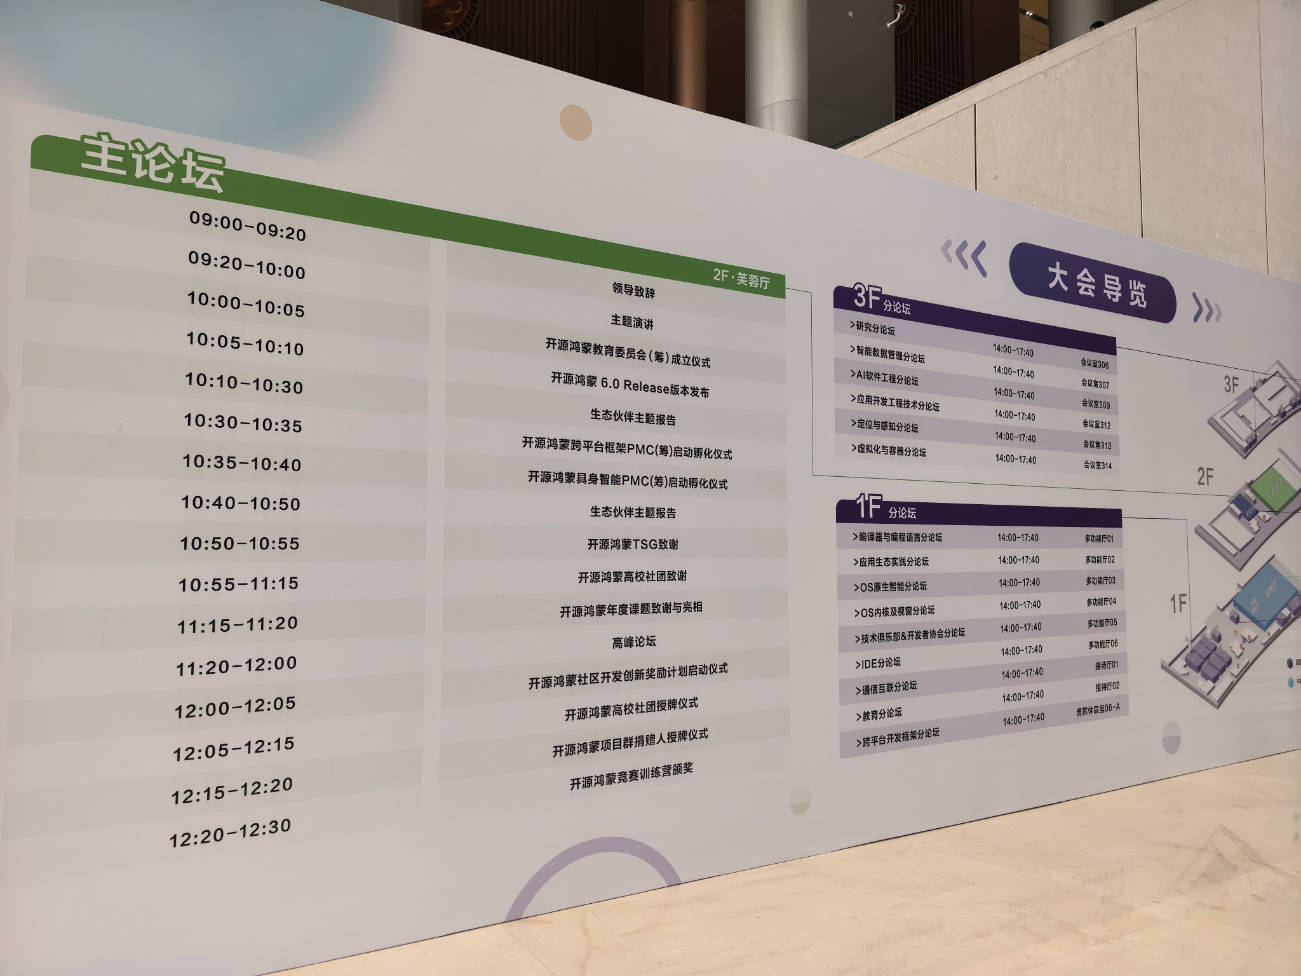 主论坛
2F·芙蓉厅
09:00-09:20 领导致辞
09:20-10:00 主题演讲
10:00-10:05 开源鸿蒙教育委员会(筹)成立仪式
10:05-10:10 开源鸿蒙 6.0 Release版本发布
10:10-10:30 生态伙伴主题报告
10:30-10:35 开源鸿蒙跨平台框架PMC(筹)启动孵化仪式
10:35-10:40 开源鸿蒙具身智能PMC(筹)启动孵化仪式
10:40-10:50 生态伙伴主题报告
10:50-10:55 开源鸿蒙TSG致谢
10:55-11:15 开源鸿蒙高校社团致谢
11:15-11:20 开源鸿蒙年度课题致谢与亮相
11:20-12:00 高峰论坛
12:00-12:05 开源鸿蒙社区开发创新奖励计划启动仪式
12:05-12:15 开源鸿蒙高校社团授牌仪式
12:15-12:20 开源鸿蒙项目群捐赠人授牌仪式
12:20-12:30 开源鸿蒙竞赛训练营颁奖
大会导览
3F 分论坛
>研究分论坛 14:00-17:40 会议室306
>智能数据管理分论坛 14:00-17:40 会议室307
>AI软件工程分论坛 14:00-17:40 会议室309
>应用开发工程技术分论坛 14:00-17:40 会议室312
>定位与感知分论坛 14:00-17:40 会议室313
>虚拟化与容器分论坛 14:00-17:40 会议室314
1F 分论坛
>编译器与编程语言分论坛 14:00-17:40 多功能厅01
>应用生态实践分论坛 14:00-17:40 多功能厅02
>OS原生智能分论坛 14:00-17:40 多功能厅03
>OS内核及视窗分论坛 14:00-17:40 多功能厅04
>技术俱乐部&开发者协会分论坛 14:00-17:40 多功能厅05
>IDE分论坛 14:00-17:40 多功能厅06
>通信互联分论坛 14:00-17:40 接待厅01
>教育分论坛 14:00-17:40 接待厅02
>跨平台开发框架分论坛 14:00-17:40 贵宾休息室06-A
3F
2F
1F